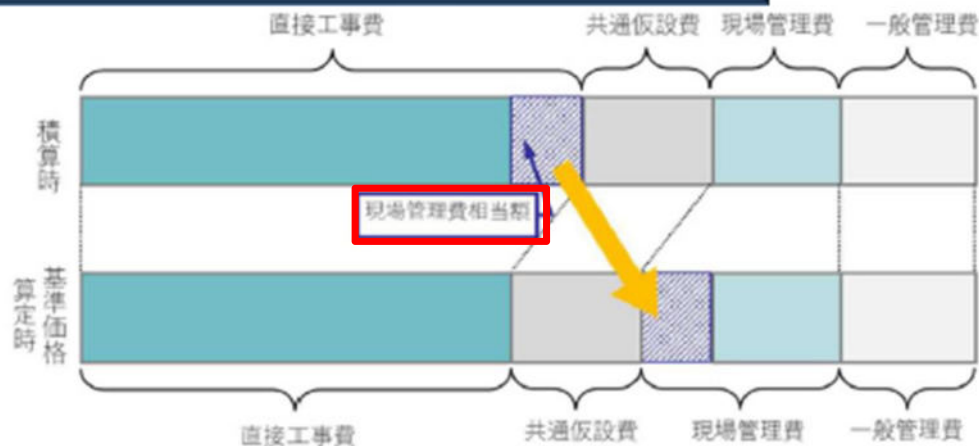 直接工事費 共通仮設費 現場管理費 一般管理費
積算時
現場管理費相当額
基準価格
算定時
直接工事費 共通仮設費 現場管理費 一般管理費